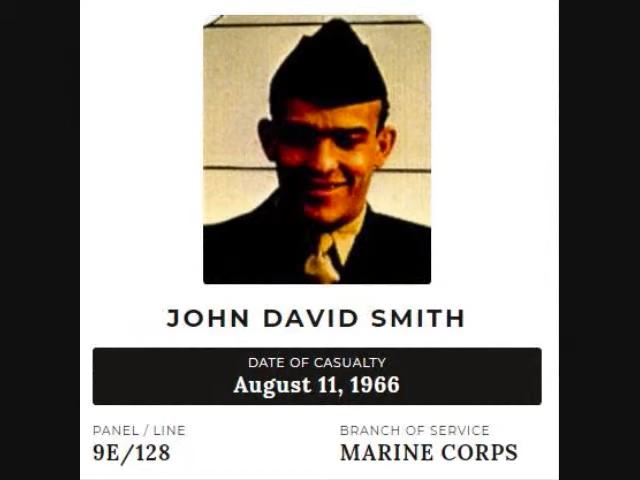 JOHN DAVID SMITH
DATE OF CASUALTY
August 11, 1966
PANEL / LINE
9E/128
BRANCH OF SERVICE
MARINE CORPS